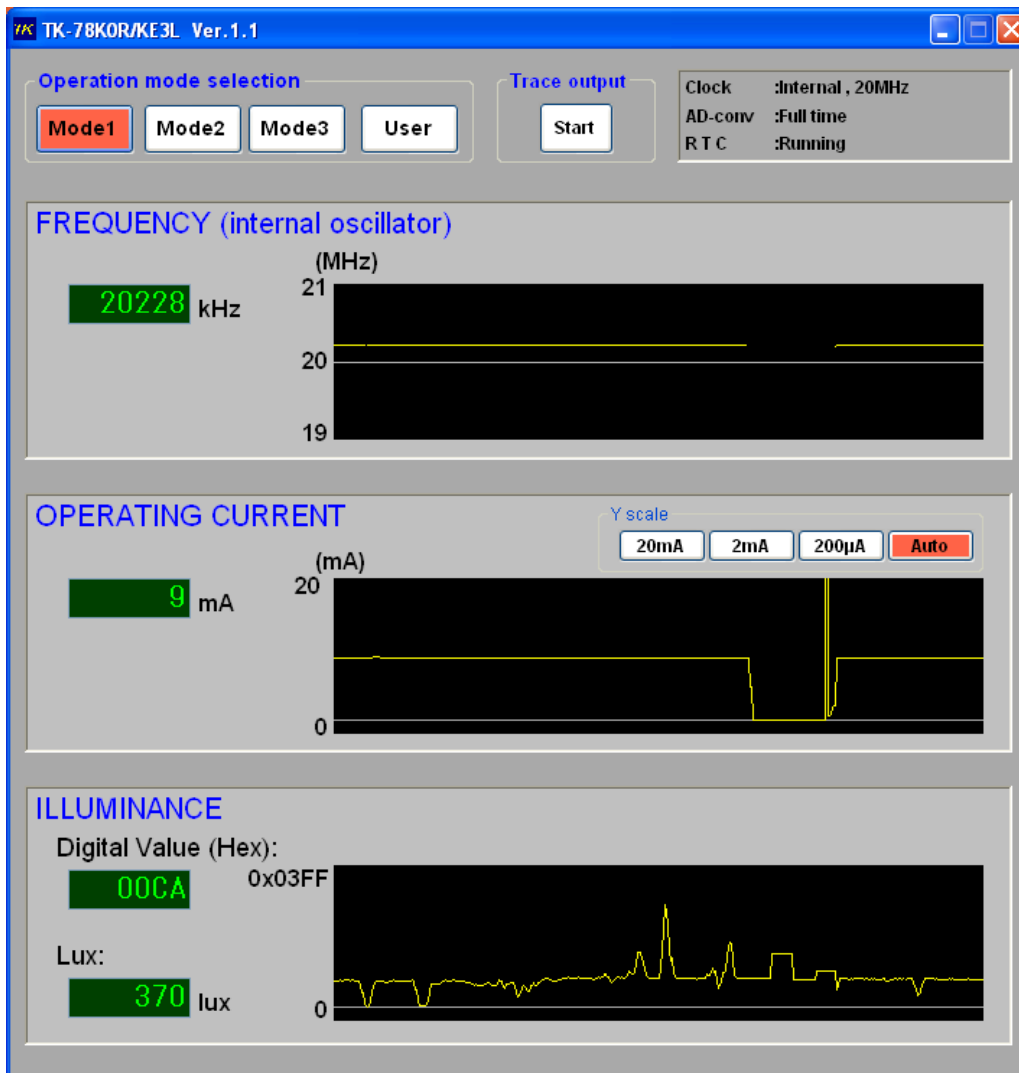 TK TK-78K0R/KE3L Ver.1.1
Operation mode selection
Mode1 Mode2 Mode3 User
Trace output
Start
Clock :Internal , 20MHz
AD-conv :Full time
R T C :Running
FREQUENCY (internal oscillator)
20228 kHz
(MHz)
21
20
19
OPERATING CURRENT
Y scale
20mA 2mA 200µA Auto
9 mA
(mA)
20
0
ILLUMINANCE
Digital Value (Hex):
00CA
0x03FF
Lux:
370 lux
0